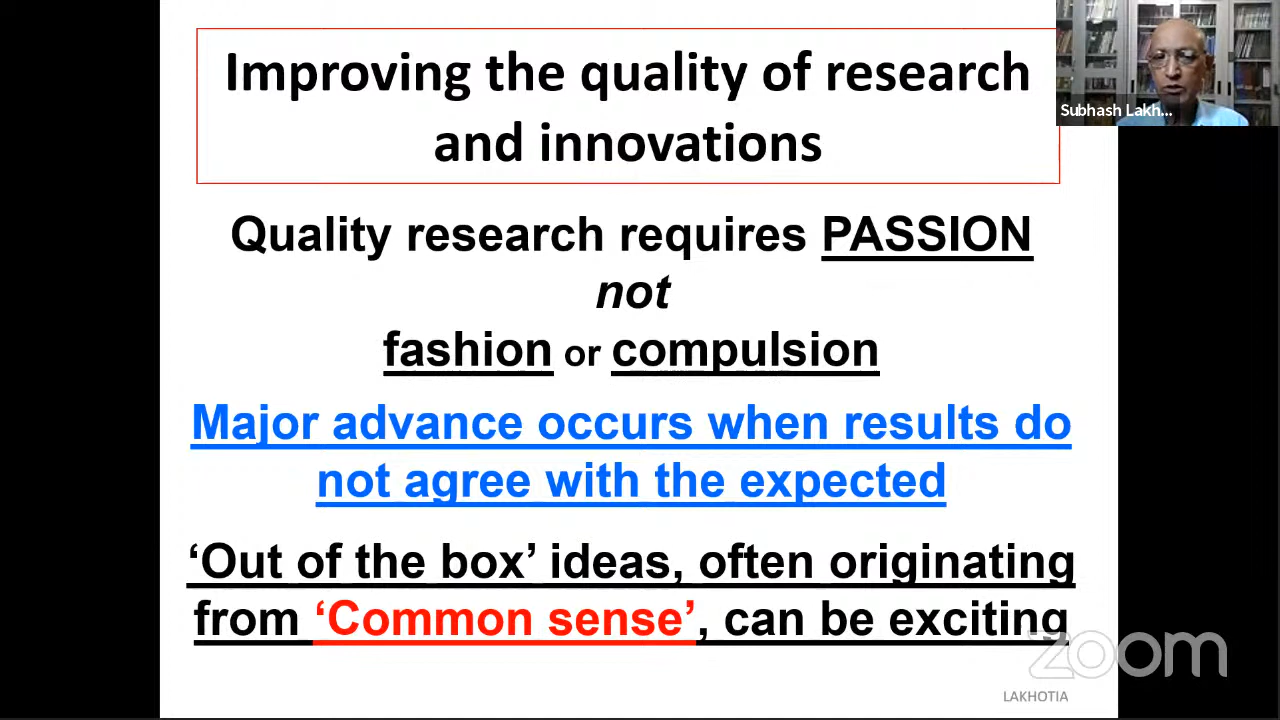 Improving the quality of research
and innovations
Subhash Lakh...
Quality research requires PASSION
not
fashion or compulsion
Major advance occurs when results do
not agree with the expected
‘Out of the box’ ideas, often originating
from ‘Common sense’, can be exciting
zoom
LAKHOTIA